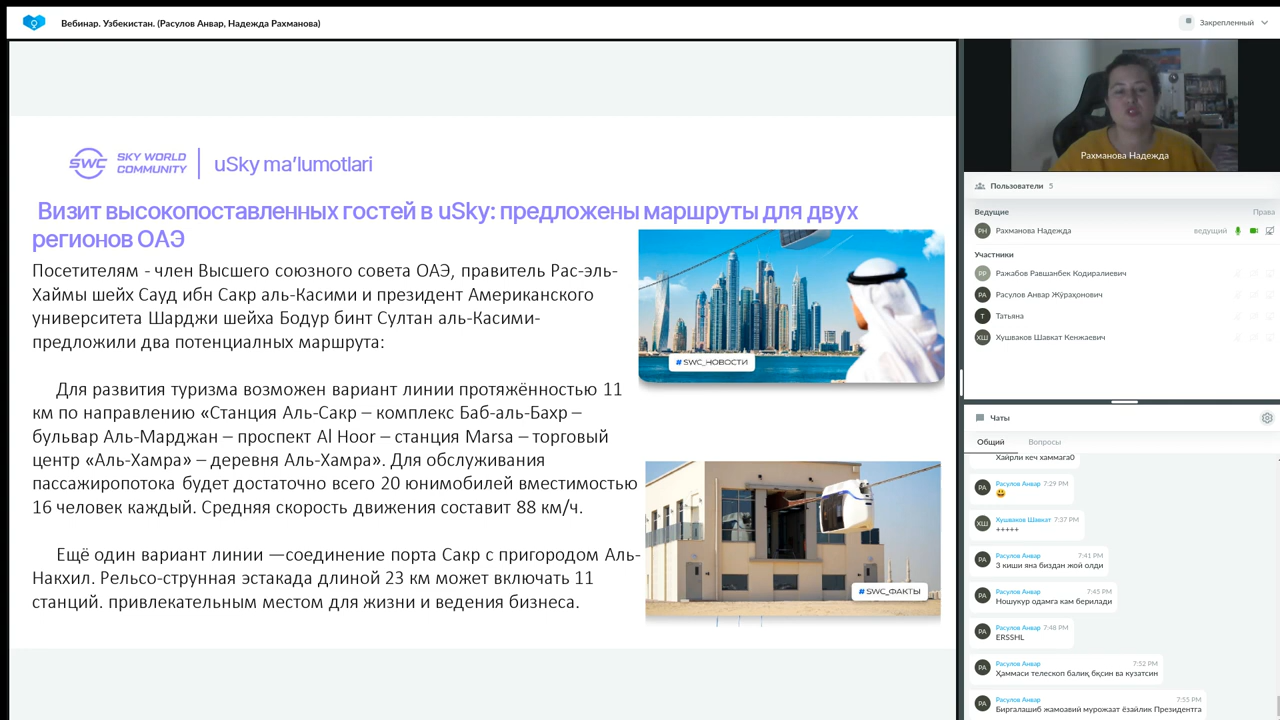 Вебинар. Узбекистан. (Расулов Анвар, Надежда Рахманова)
Закрепленный
SWC
SKY WORLD
COMMUNITY
uSky ma'lumotlari
Визит высокопоставленных гостей в uSky: предложены маршруты для двух
регионов ОАЭ
Посетителям - член Высшего союзного совета ОАЭ, правитель Рас-эль-
Хаймы шейх Сауд ибн Сакр аль-Касими и президент Американского
университета Шарджи шейха Бодур бинт Султан аль-Касими-
предложили два потенциалных маршрута:
Для развития туризма возможен вариант линии протяжённостью 11
км по направлению «Станция Аль-Сакр – комплекс Баб-аль-Бахр –
бульвар Аль-Марджан – проспект Al Hoor – станция Marsa – торговый
центр «Аль-Хамра» – деревня Аль-Хамра». Для обслуживания
пассажиропотока будет достаточно всего 20 юнимобилей вместимостью
16 человек каждый. Средняя скорость движения составит 88 км/ч.
Ещё один вариант линии —соединение порта Сакр с пригородом Аль-
Накхил. Рельсо-струнная эстакада длиной 23 км может включать 11
станций. привлекательным местом для жизни и ведения бизнеса.
#SWC_НОВОСТИ
#SWC_ФАКТЫ
Рахманова Надежда
Пользователи 5
Ведущие Права
РН Рахманова Надежда ведущий
Участники
РР Ражабов Равшанбек Кодиралиевич
РА Расулов Анвар Жўраҳонович
Т Татьяна
ХШ Хушваков Шавкат Кенжаевич
Чаты
Общий Вопросы
Хайрли кеч хаммага0
РА Расулов Анвар 7:29 PM
😃
ХШ Хушваков Шавкат 7:37 PM
+++++
РА Расулов Анвар 7:41 PM
3 киши яна биздан жой олди
РА Расулов Анвар 7:45 PM
Ношукур одамга кам берилади
РА Расулов Анвар 7:48 PM
ERSSHL
РА Расулов Анвар 7:52 PM
Ҳаммаси телескоп балиқ бқсин ва кузатсин
РА Расулов Анвар 7:55 PM
Биргалашиб жамоавий мурожаат ёзайлик Президентга